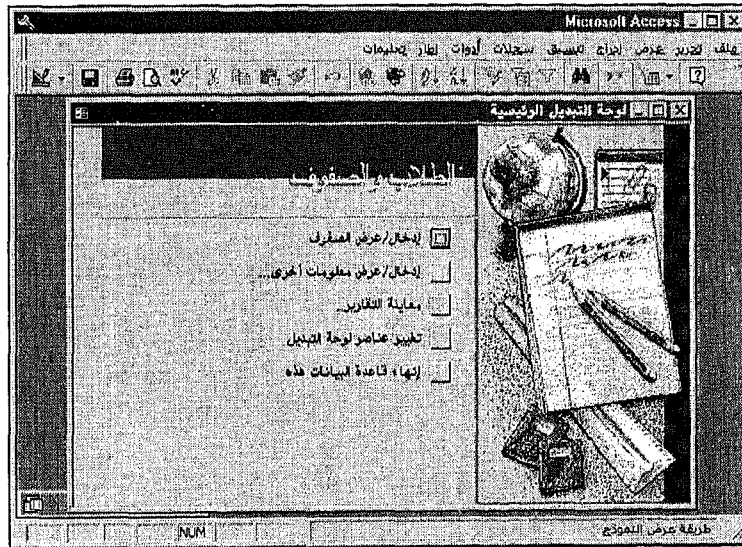 Microsoft Access
ملف تحرير عرض إدراج تنسيق سجلات أدوات إطار تعليمات
لوحة التبديل الرئيسية
الطلاب والصفوف
إدخال/عرض الصفوف
إدخال/عرض معلومات أخرى...
معاينة التقارير...
تغيير عناصر لوحة التبديل
إنهاء قاعدة البيانات هذه
طريقة عرض النموذج
NUM